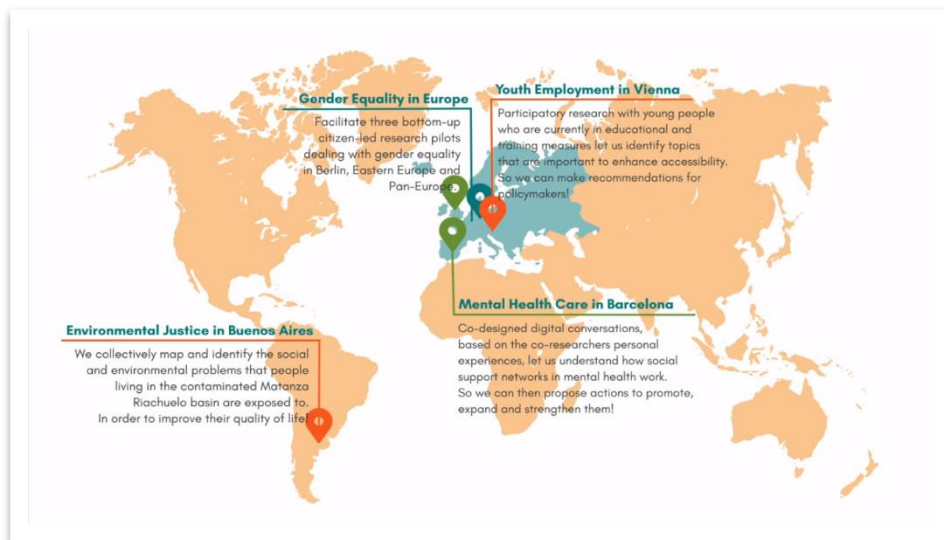 Gender Equality in Europe
Facilitate three bottom-up
citizen-led research pilots
dealing with gender equality
in Berlin, Eastern Europe and
Pan-Europe.
Youth Employment in Vienna
Participatory research with young people
who are currently in educational and
training measures let us identify topics
that are important to enhance accessibility.
So we can make recommendations for
policymakers!
Mental Health Care in Barcelona
Co-designed digital conversations,
based on the co-researchers personal
experiences, let us understand how social
support networks in mental health work.
So we can then propose actions to promote,
expand and strengthen them!
Environmental Justice in Buenos Aires
We collectively map and identify the social
and environmental problems that people
living in the contaminated Matanza
Riachuelo basin are exposed to.
In order to improve their quality of life!